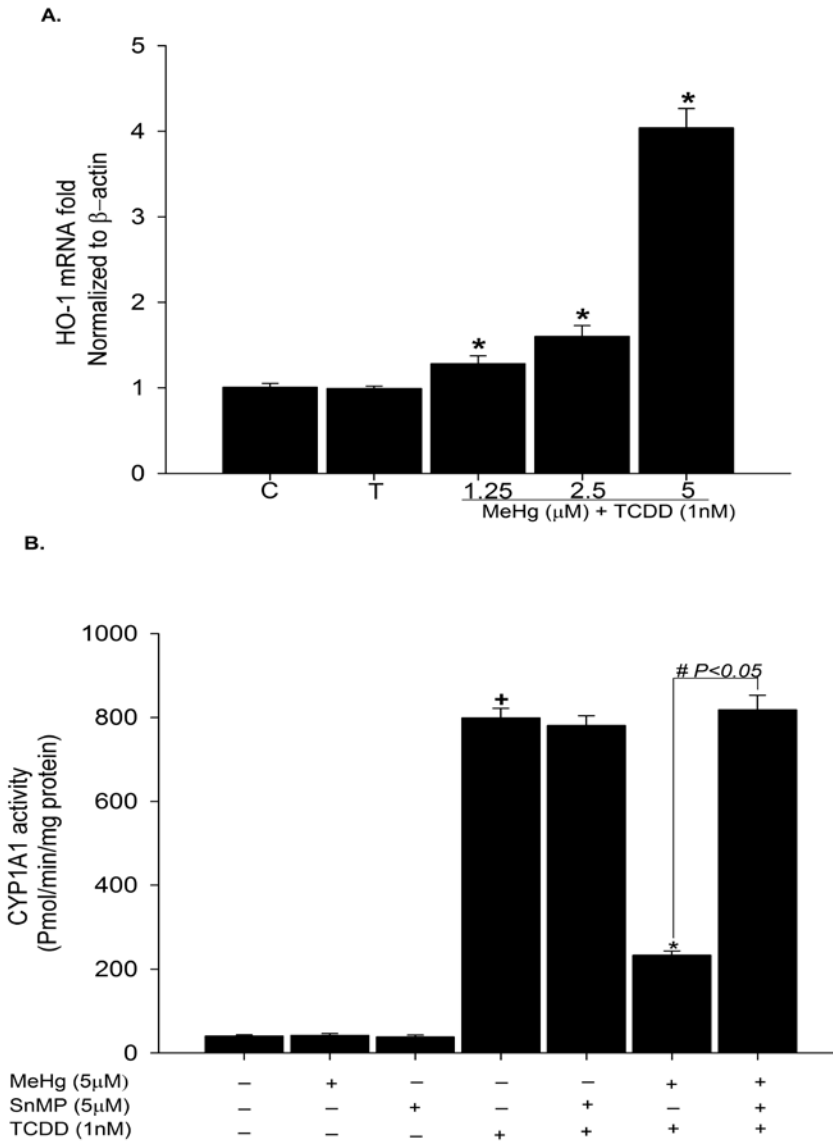 A.
HO-1 mRNA fold
Normalized to β−actin
5
4
3
2
1
0
*
*
*
C T 1.25 2.5 5
MeHg (μM) + TCDD (1nM)
B.
CYP1A1 activity
(Pmol/min/mg protein)
1000
800
600
400
200
0
# P<0.05
+
*
MeHg (5μM) – + – – – + +
SnMP (5μM) – – + – + – +
TCDD (1nM) – – – + + + +